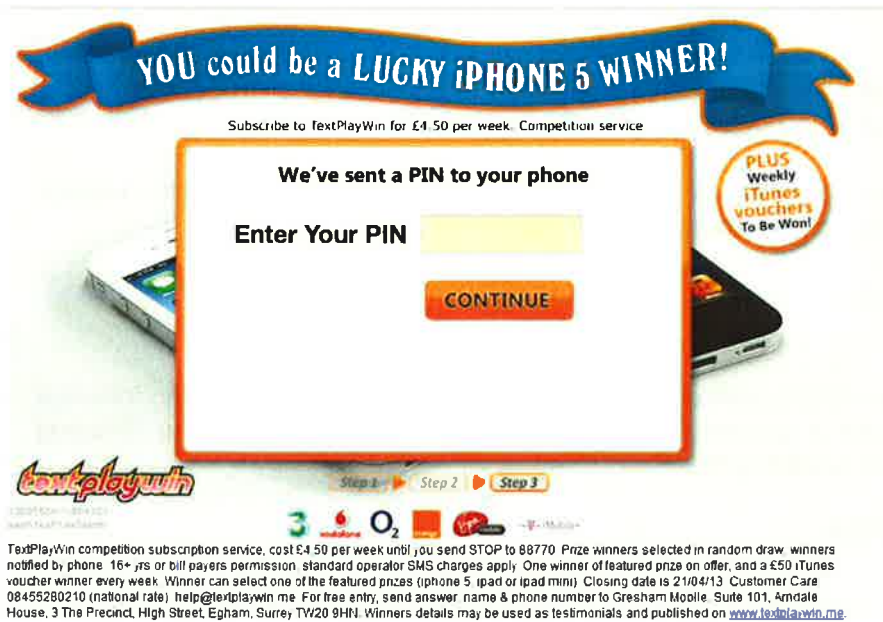 YOU could be a LUCKY iPHONE 5 WINNER!
Subscribe to TextPlayWin for £4.50 per week. Competition service
PLUS
Weekly
iTunes
vouchers
To Be Won!
We've sent a PIN to your phone
Enter Your PIN
CONTINUE
textplaywin
Step 1 Step 2 Step 3
3 vodafone O2 orange Virgin mobile T-Mobile
TextPlayWin competition subscription service, cost £4.50 per week until you send STOP to 88770. Prize winners selected in random draw, winners
notified by phone. 16+ yrs or bill payers permission, standard operator SMS charges apply. One winner of featured prize on offer, and a £50 iTunes
voucher winner every week. Winner can select one of the featured prizes (iphone 5, ipad or ipad mini). Closing date is 21/04/13. Customer Care
08455280210 (national rate). help@textplaywin.me. For free entry, send answer, name & phone number to Gresham Mobile. Suite 101, Arndale
House, 3 The Precinct, High Street, Egham, Surrey TW20 9HN. Winners details may be used as testimonials and published on www.textplaywin.me.